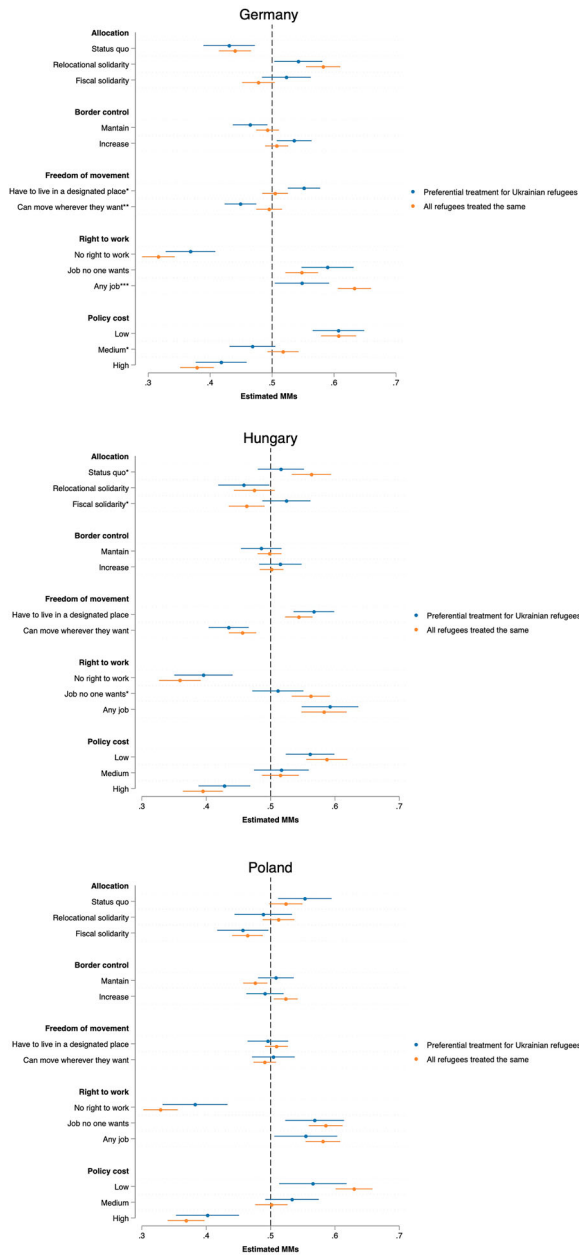 Germany
Allocation
Status quo
Relocational solidarity
Fiscal solidarity
Border control
Mantain
Increase
Freedom of movement
Have to live in a designated place*
Can move wherever they want**
Right to work
No right to work
Job no one wants
Any job***
Policy cost
Low
Medium*
High
.3 .4 .5 .6 .7
Estimated MMs
Preferential treatment for Ukrainian refugees
All refugees treated the same
Hungary
Allocation
Status quo*
Relocational solidarity
Fiscal solidarity*
Border control
Mantain
Increase
Freedom of movement
Have to live in a designated place
Can move wherever they want
Right to work
No right to work
Job no one wants*
Any job
Policy cost
Low
Medium
High
.3 .4 .5 .6 .7
Estimated MMs
Preferential treatment for Ukrainian refugees
All refugees treated the same
Poland
Allocation
Status quo
Relocational solidarity
Fiscal solidarity
Border control
Mantain
Increase
Freedom of movement
Have to live in a designated place
Can move wherever they want
Right to work
No right to work
Job no one wants
Any job
Policy cost
Low
Medium
High
.3 .4 .5 .6 .7
Estimated MMs
Preferential treatment for Ukrainian refugees
All refugees treated the same